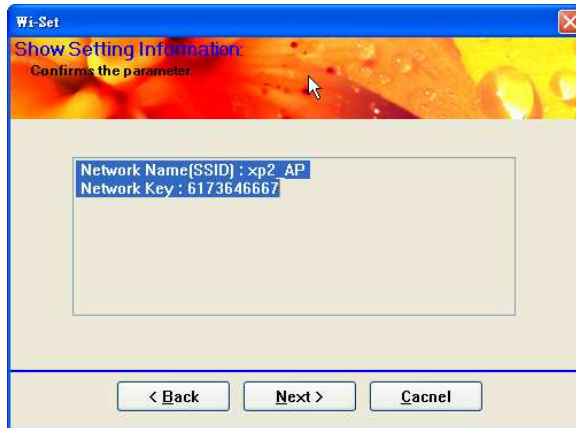 Wi-Set
Show Setting Information:
Confirms the parameter.
Network Name(SSID) : xp2_AP
Network Key : 6173646667
< Back
Next >
Cacnel